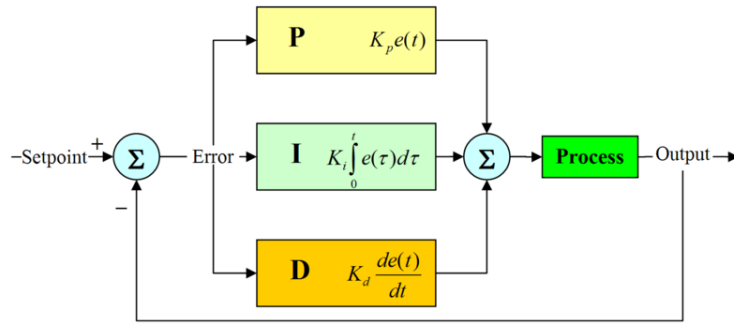 P K_p e(t)
–Setpoint + Σ Error I K_i ∫_0^t e(τ)dτ Σ Process Output
–
D K_d de(t)/dt